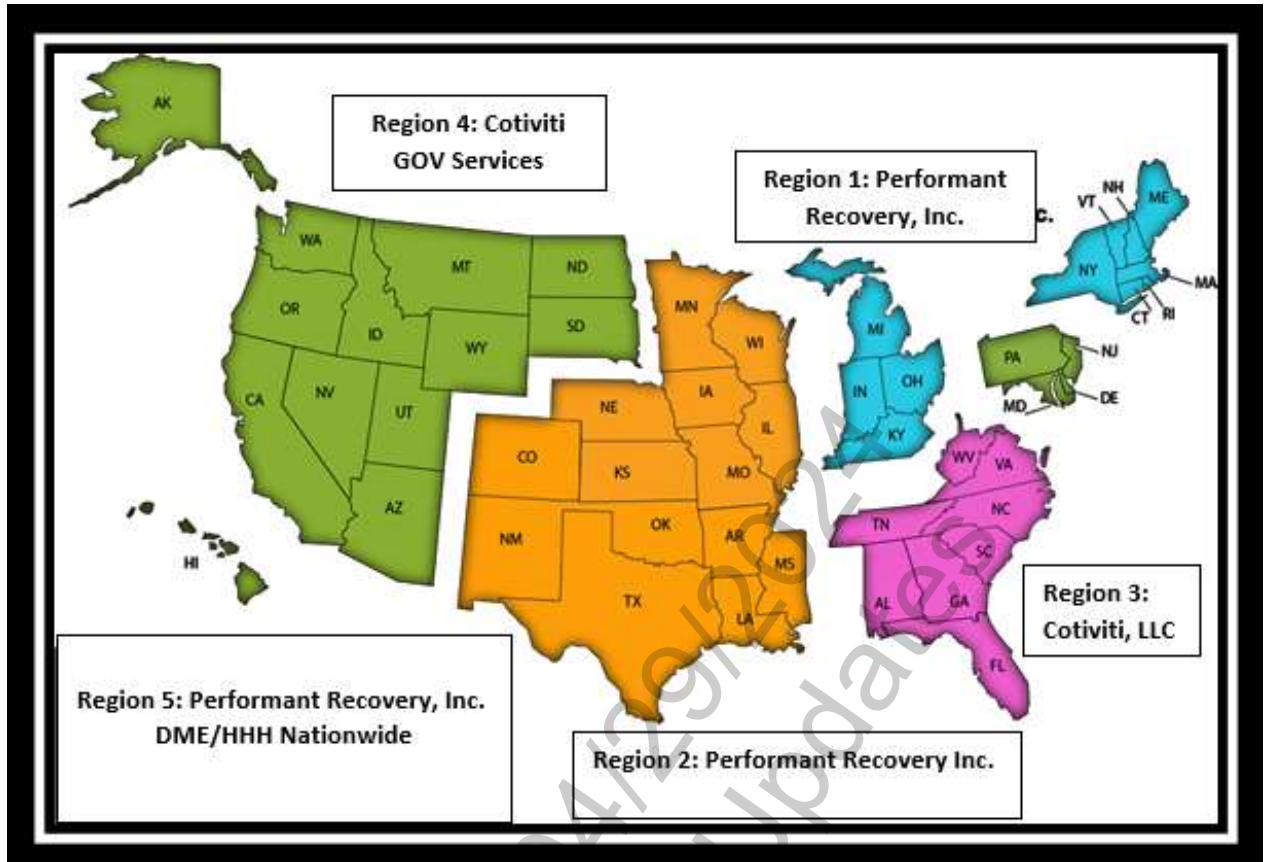 AK
Region 4: Cotiviti
GOV Services
Region 1: Performant
Recovery, Inc.
c.
NH
VT
ME
WA
MT
ND
MN
NY
MA
CT
RI
OR
ID
SD
WI
MI
WY
PA
NJ
CA
NV
UT
NE
IA
IL
IN
OH
MD
DE
KY
CO
KS
MO
WV
VA
AZ
NM
OK
AR
TN
NC
MS
SC
HI
TX
LA
AL
GA
FL
Region 3:
Cotiviti, LLC
Region 5: Performant Recovery, Inc.
DME/HHH Nationwide
Region 2: Performant Recovery Inc.
04/29/2024
Updates